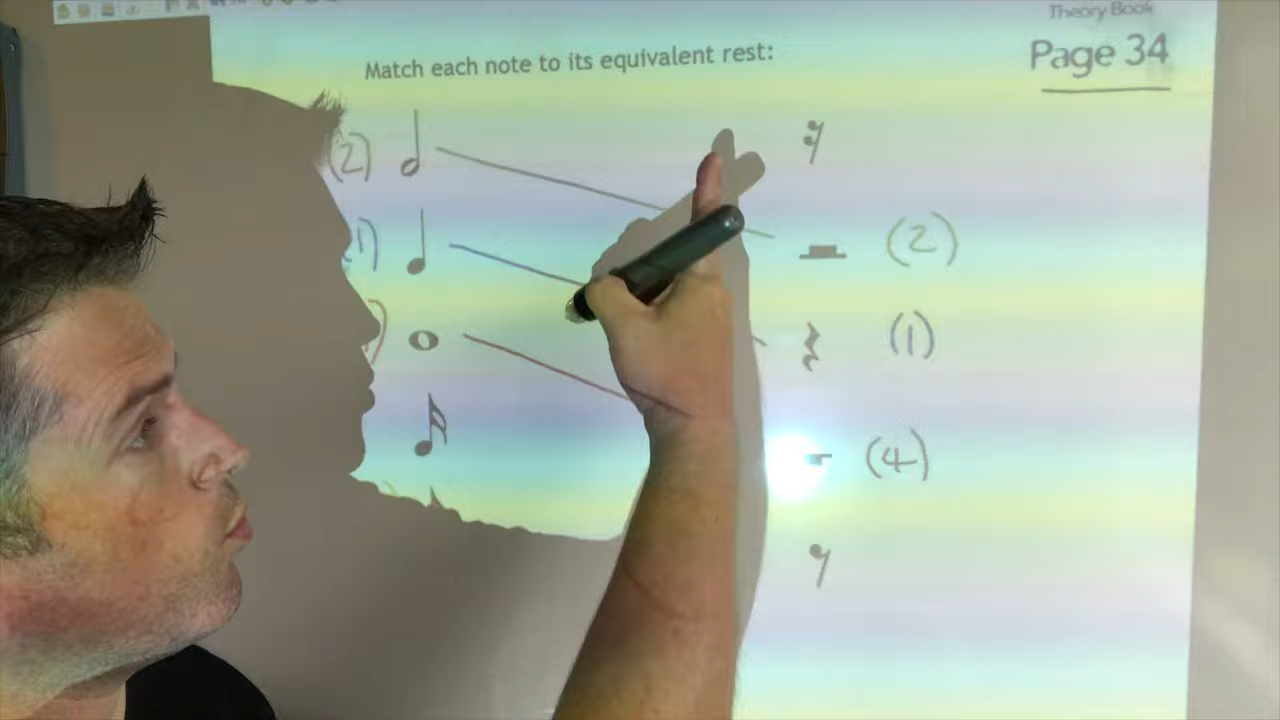 Theory Book
Page 34
Match each note to its equivalent rest:
(2)
(2)
1)
(1)
)
(4)